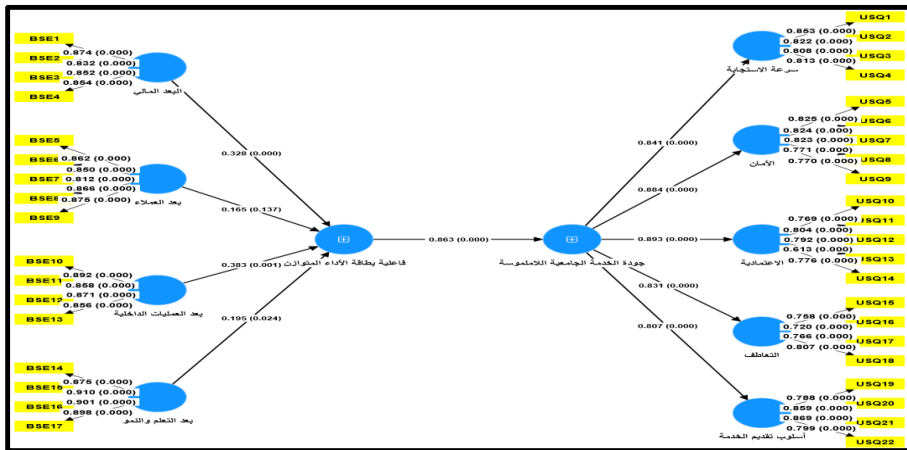 BSE1
BSE2
BSE3
BSE4
0.874 (0.000)
0.832 (0.000)
0.852 (0.000)
0.854 (0.000)
البعد المالي
BSE5
BSE6
BSE7
BSE8
BSE9
0.862 (0.000)
0.850 (0.000)
0.812 (0.000)
0.866 (0.000)
0.875 (0.000)
بعد العملاء
BSE10
BSE11
BSE12
BSE13
0.892 (0.000)
0.858 (0.000)
0.871 (0.000)
0.856 (0.000)
بعد العمليات الداخلية
BSE14
BSE15
BSE16
BSE17
0.875 (0.000)
0.910 (0.000)
0.901 (0.000)
0.898 (0.000)
بعد التعلم والنمو
0.328 (0.000)
0.165 (0.137)
0.383 (0.001)
0.195 (0.024)
فاعلية بطاقة الأداء المتوازن
0.863 (0.000)
جودة الخدمة الجامعية اللاملموسة
0.841 (0.000)
0.884 (0.000)
0.893 (0.000)
0.831 (0.000)
0.807 (0.000)
سرعة الاستجابة
0.853 (0.000)
0.822 (0.000)
0.808 (0.000)
0.813 (0.000)
USQ1
USQ2
USQ3
USQ4
الأمان
0.825 (0.000)
0.824 (0.000)
0.823 (0.000)
0.771 (0.000)
0.770 (0.000)
USQ5
USQ6
USQ7
USQ8
USQ9
الاعتمادية
0.769 (0.000)
0.804 (0.000)
0.792 (0.000)
0.613 (0.000)
0.776 (0.000)
USQ10
USQ11
USQ12
USQ13
USQ14
التعاطف
0.758 (0.000)
0.720 (0.000)
0.766 (0.000)
0.807 (0.000)
USQ15
USQ16
USQ17
USQ18
أسلوب تقديم الخدمة
0.788 (0.000)
0.859 (0.000)
0.869 (0.000)
0.799 (0.000)
USQ19
USQ20
USQ21
USQ22